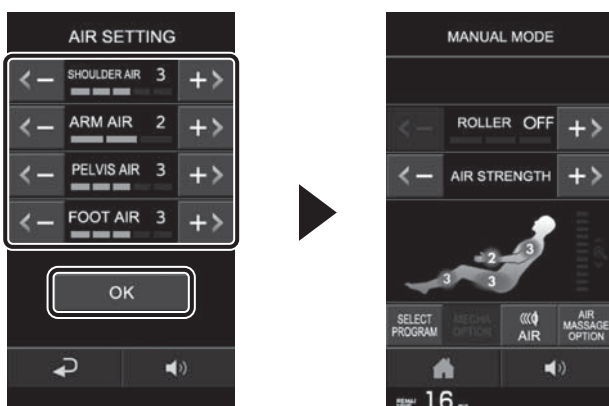 AIR SETTING
SHOULDER AIR 3
ARM AIR 2
PELVIS AIR 3
FOOT AIR 3
OK
MANUAL MODE
ROLLER OFF
AIR STRENGTH
3
2
3
3
SELECT PROGRAM
MECHA OPTION
AIR
AIR MASSAGE OPTION
16